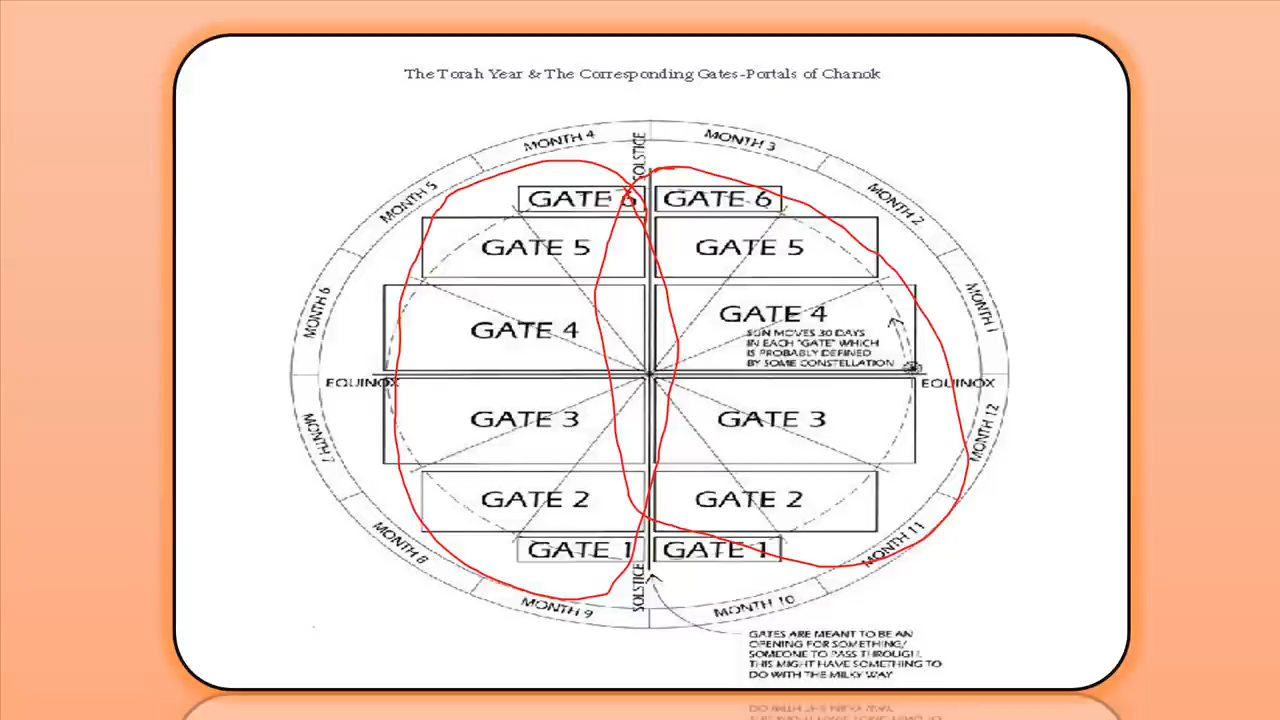 The Torah Year & The Corresponding Gates-Portals of Chanok
MONTH 4
MONTH 3
SOLSTICE
MONTH 5
MONTH 2
GATE 6
GATE 6
GATE 5
GATE 5
MONTH 6
MONTH 1
GATE 4
GATE 4
SUN MOVES 30 DAYS
IN EACH "GATE" WHICH
IS PROBABLY DEFINED
BY SOME CONSTELLATION
EQUINOX
EQUINOX
GATE 3
GATE 3
MONTH 7
MONTH 12
GATE 2
GATE 2
MONTH 8
MONTH 11
GATE 1
GATE 1
SOLSTICE
MONTH 9
MONTH 10
GATES ARE MEANT TO BE AN
OPENING FOR SOMETHING/
SOMEONE TO PASS THROUGH.
THIS MIGHT HAVE SOMETHING TO
DO WITH THE MILKY WAY